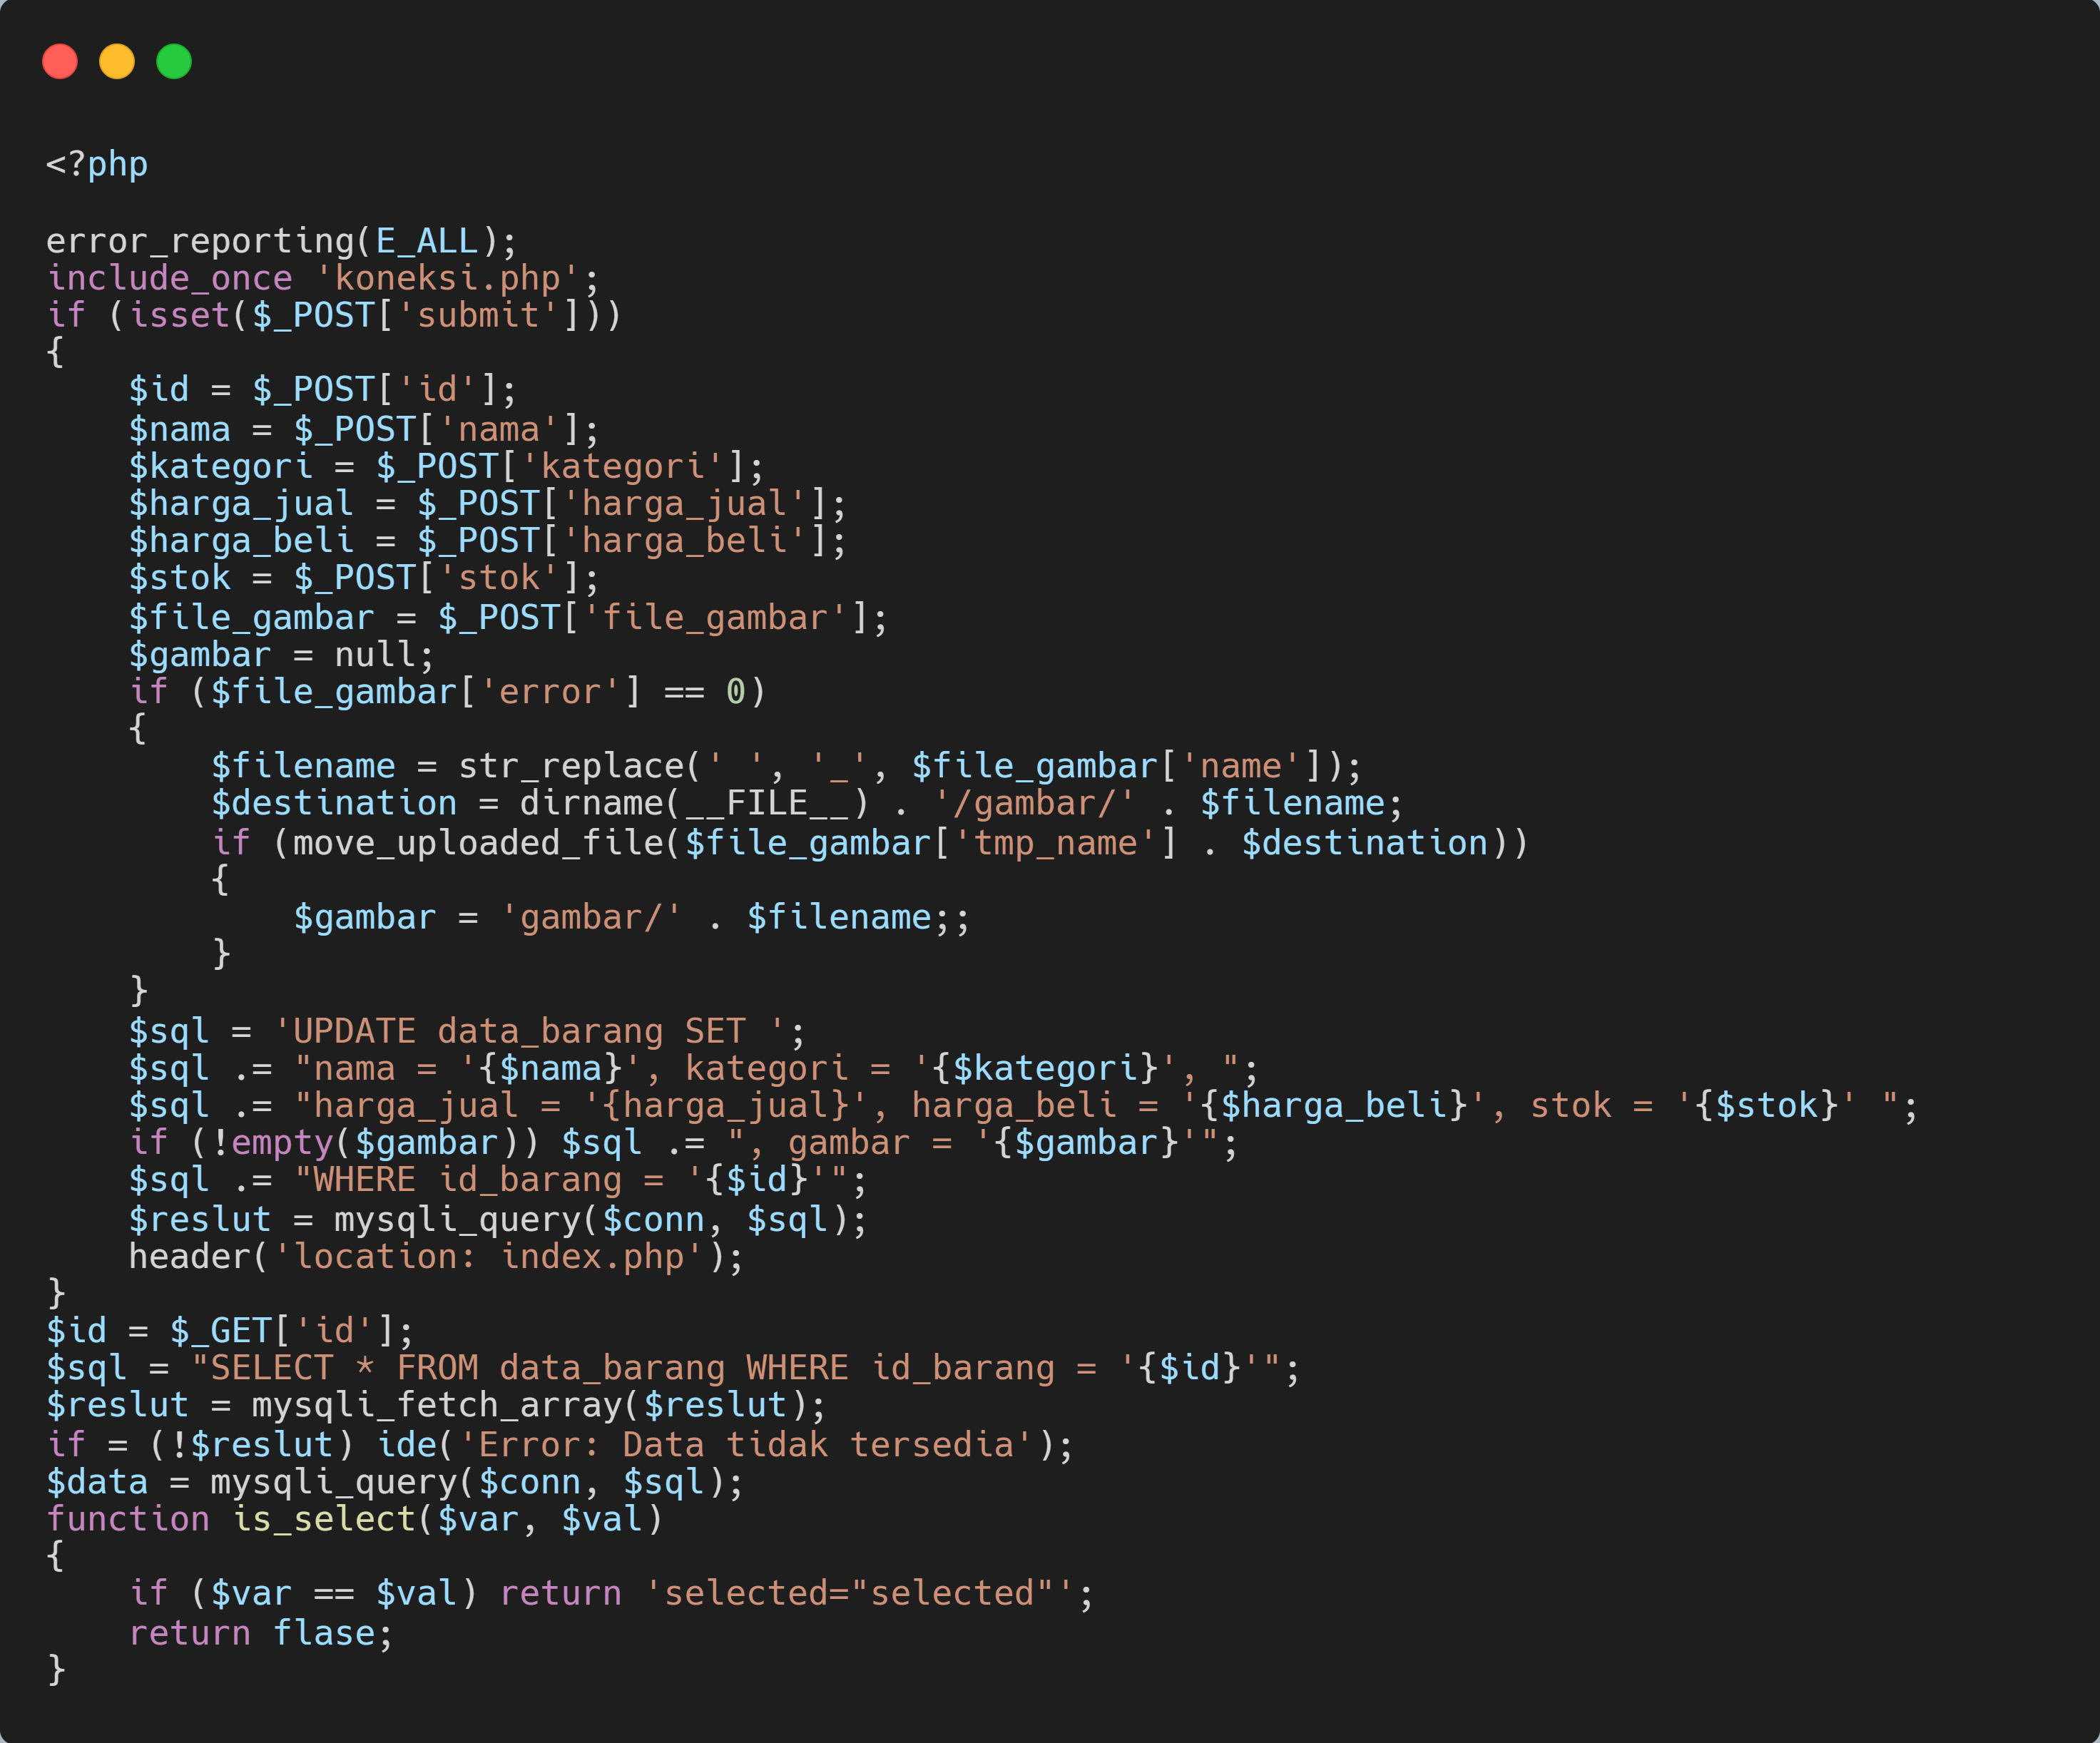 <?php
error_reporting(E_ALL);
include_once 'koneksi.php';
if (isset($_POST['submit']))
{
    $id = $_POST['id'];
    $nama = $_POST['nama'];
    $kategori = $_POST['kategori'];
    $harga_jual = $_POST['harga_jual'];
    $harga_beli = $_POST['harga_beli'];
    $stok = $_POST['stok'];
    $file_gambar = $_POST['file_gambar'];
    $gambar = null;
    if ($file_gambar['error'] == 0)
    {
        $filename = str_replace(' ', '_', $file_gambar['name']);
        $destination = dirname(__FILE__) . '/gambar/' . $filename;
        if (move_uploaded_file($file_gambar['tmp_name'] . $destination))
        {
            $gambar = 'gambar/' . $filename;;
        }
    }
    $sql = 'UPDATE data_barang SET ';
    $sql .= "nama = '{$nama}', kategori = '{$kategori}', ";
    $sql .= "harga_jual = '{harga_jual}', harga_beli = '{$harga_beli}', stok = '{$stok}' ";
    if (!empty($gambar)) $sql .= ", gambar = '{$gambar}'";
    $sql .= "WHERE id_barang = '{$id}'";
    $reslut = mysqli_query($conn, $sql);
    header('location: index.php');
}
$id = $_GET['id'];
$sql = "SELECT * FROM data_barang WHERE id_barang = '{$id}'";
$reslut = mysqli_fetch_array($reslut);
if = (!$reslut) ide('Error: Data tidak tersedia');
$data = mysqli_query($conn, $sql);
function is_select($var, $val)
{
    if ($var == $val) return 'selected="selected"';
    return flase;
}